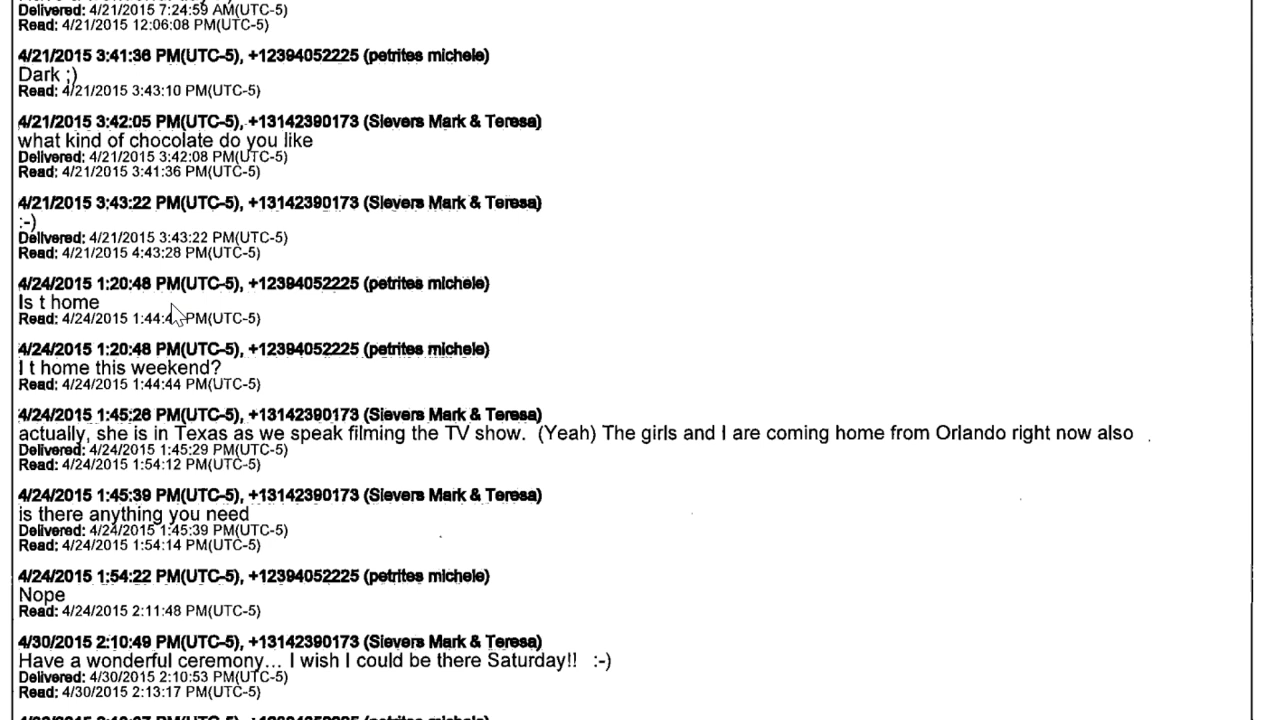 Delivered: 4/21/2015 7:24:59 AM(UTC-5)
Read: 4/21/2015 12:06:08 PM(UTC-5)
4/21/2015 3:41:36 PM(UTC-5), +12394052225 (petrites michele)
Dark ;)
Read: 4/21/2015 3:43:10 PM(UTC-5)
4/21/2015 3:42:05 PM(UTC-5), +13142390173 (Sievers Mark & Teresa)
what kind of chocolate do you like
Delivered: 4/21/2015 3:42:08 PM(UTC-5)
Read: 4/21/2015 3:41:36 PM(UTC-5)
4/21/2015 3:43:22 PM(UTC-5), +13142390173 (Sievers Mark & Teresa)
:-)
Delivered: 4/21/2015 3:43:22 PM(UTC-5)
Read: 4/21/2015 4:43:28 PM(UTC-5)
4/24/2015 1:20:48 PM(UTC-5), +12394052225 (petrites michele)
Is t home
Read: 4/24/2015 PM(UTC-5)
4/24/2015 1:20:48 PM(UTC-5), +12394052225 (petrites michele)
I t home this weekend?
Read: 4/24/2015 1:44:44 PM(UTC-5)
4/24/2015 1:45:26 PM(UTC-5), +13142390173 (Sievers Mark & Teresa)
actually, she is in Texas as we speak filming the TV show. (Yeah) The girls and I are coming home from Orlando right now also
Delivered: 4/24/2015 1:45:29 PM(UTC-5)
Read: 4/24/2015 1:54:12 PM(UTC-5)
4/24/2015 1:45:39 PM(UTC-5), +13142390173 (Sievers Mark & Teresa)
is there anything you need
Delivered: 4/24/2015 1:45:39 PM(UTC-5)
Read: 4/24/2015 1:54:14 PM(UTC-5)
4/24/2015 1:54:22 PM(UTC-5), +12394052225 (petrites michele)
Nope
Read: 4/24/2015 2:11:48 PM(UTC-5)
4/30/2015 2:10:49 PM(UTC-5), +13142390173 (Sievers Mark & Teresa)
Have a wonderful ceremony... I wish I could be there Saturday!! :-)
Delivered: 4/30/2015 2:10:53 PM(UTC-5)
Read: 4/30/2015 2:13:17 PM(UTC-5)